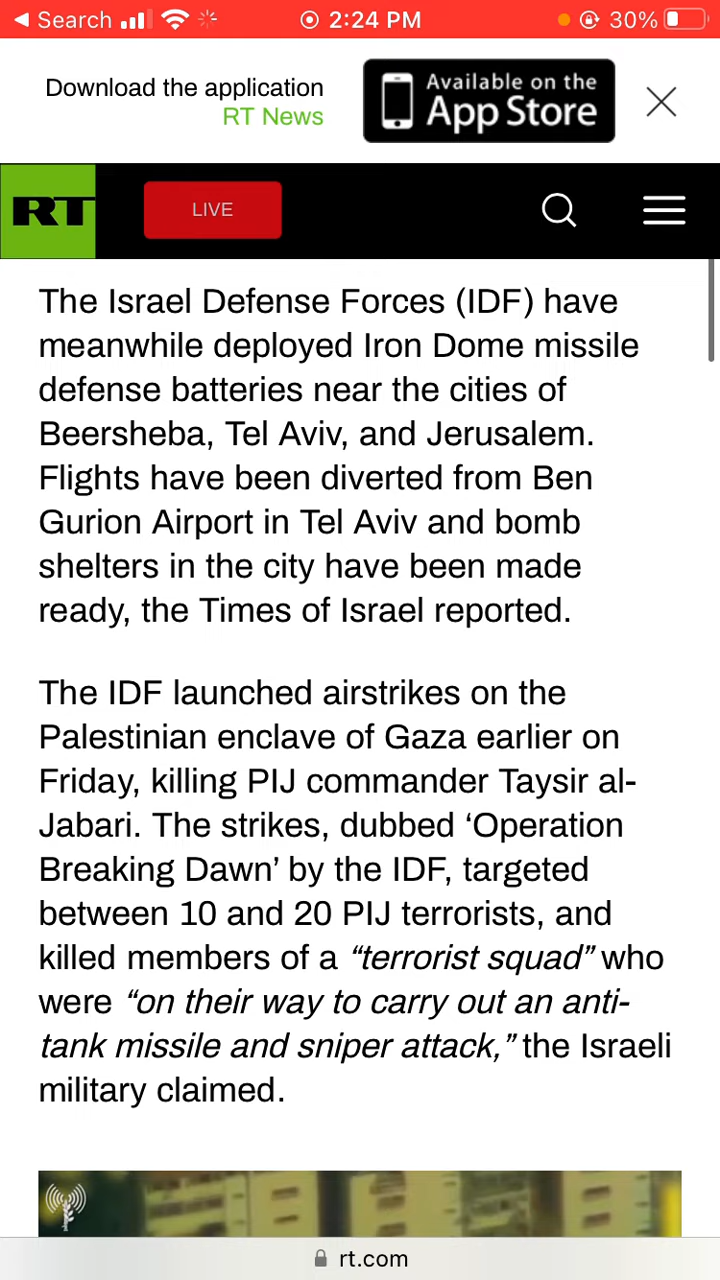 Search 2:24 PM 30%
Download the application
RT News
Available on the
App Store
RT LIVE
The Israel Defense Forces (IDF) have
meanwhile deployed Iron Dome missile
defense batteries near the cities of
Beersheba, Tel Aviv, and Jerusalem.
Flights have been diverted from Ben
Gurion Airport in Tel Aviv and bomb
shelters in the city have been made
ready, the Times of Israel reported.
The IDF launched airstrikes on the
Palestinian enclave of Gaza earlier on
Friday, killing PIJ commander Taysir al-
Jabari. The strikes, dubbed ‘Operation
Breaking Dawn’ by the IDF, targeted
between 10 and 20 PIJ terrorists, and
killed members of a “terrorist squad” who
were “on their way to carry out an anti-
tank missile and sniper attack,” the Israeli
military claimed.
rt.com